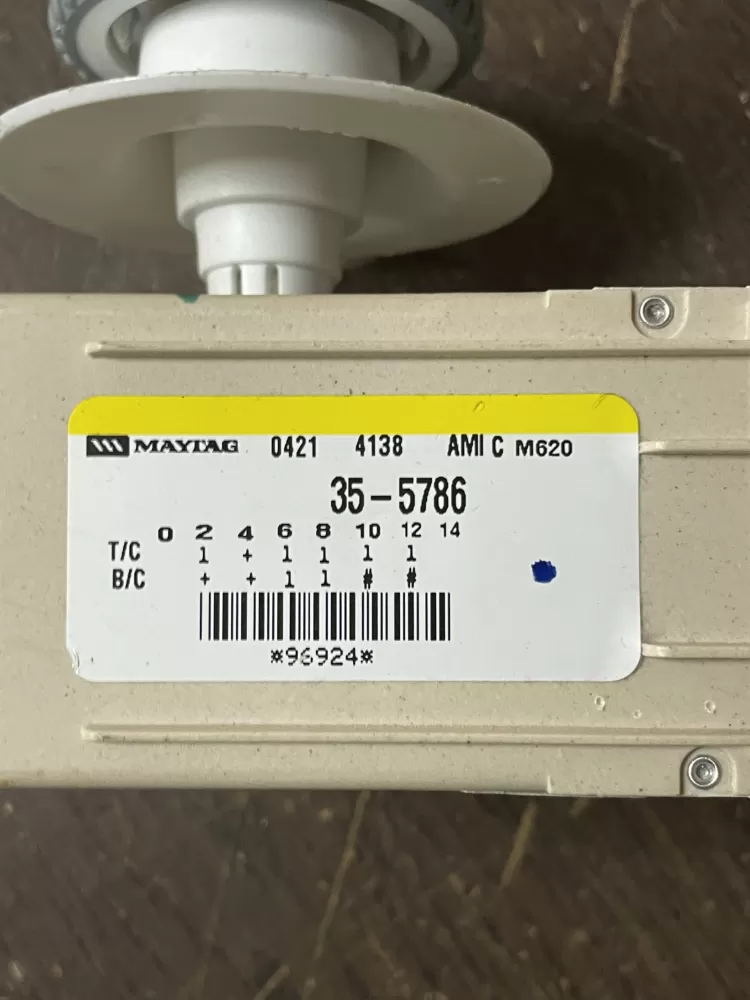 MAYTAG 0421 4138 AMI C M620
35-5786
0 2 4 6 8 10 12 14
T/C 1 + 1 1 1 1
B/C + + 1 1 # #
*96924*